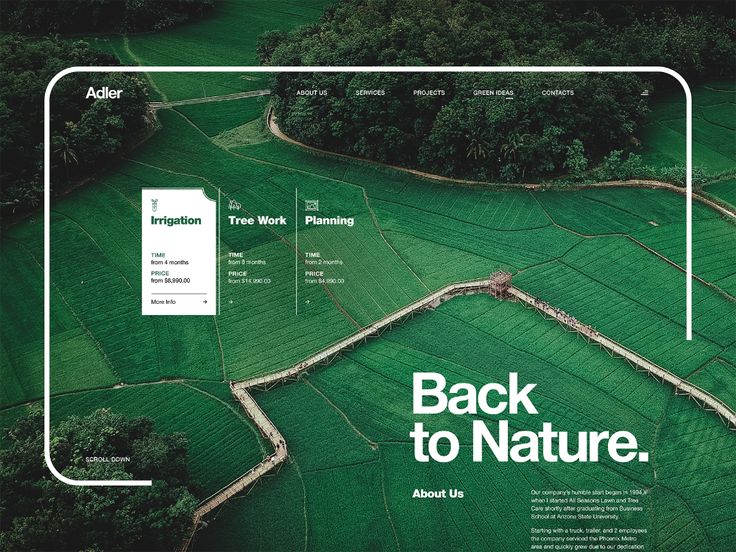 Adler
ABOUT US
SERVICES
PROJECTS
GREEN IDEAS
CONTACTS
Irrigation
TIME
from 4 months
PRICE
from $8,990.00
More Info
Tree Work
TIME
from 8 months
PRICE
from $14,990.00
Planning
TIME
from 2 months
PRICE
from $4,990.00
Back
to Nature.
SCROLL DOWN
About Us
Our company's humble start began in 1994
when I started All Seasons Lawn and Tree
Care shortly after graduating from Business
School at Arizona State University.
Starting with a truck, trailer, and 2 employees
the company serviced the Phoenix Metro
area and quickly grew due to our dedication